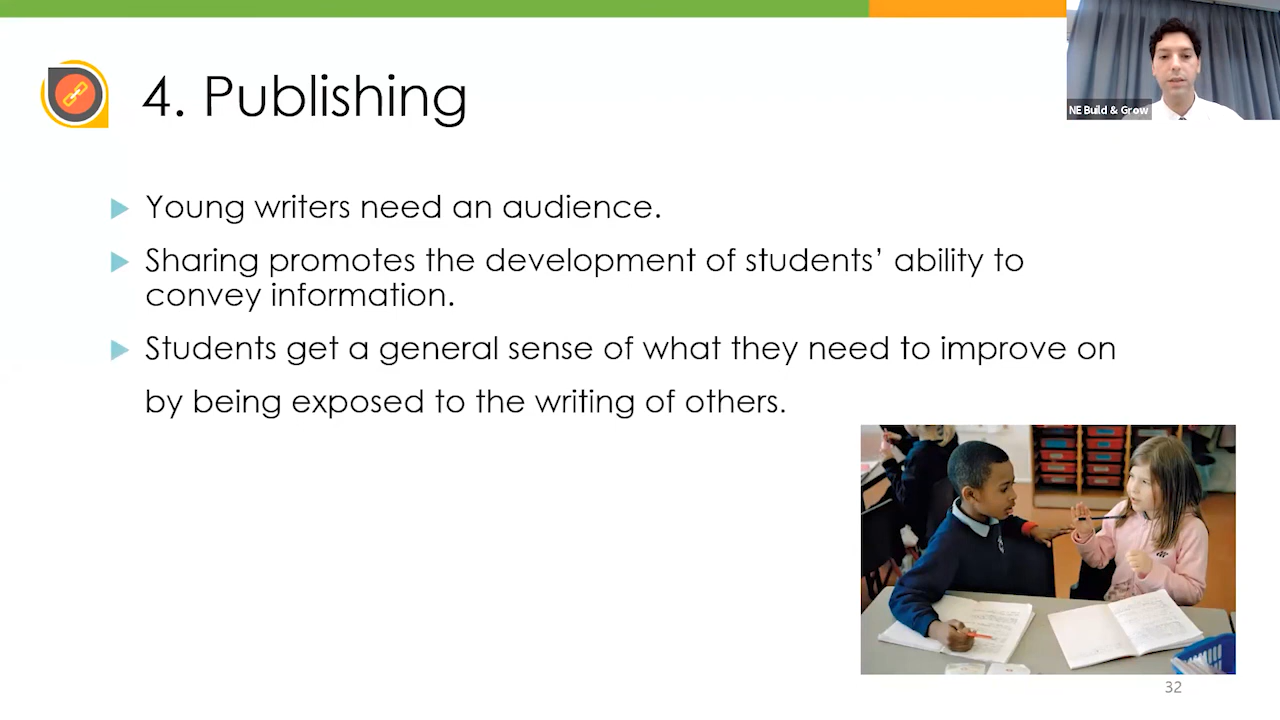 NE Build & Grow
4. Publishing
Young writers need an audience.
Sharing promotes the development of students’ ability to
convey information.
Students get a general sense of what they need to improve on
by being exposed to the writing of others.
32